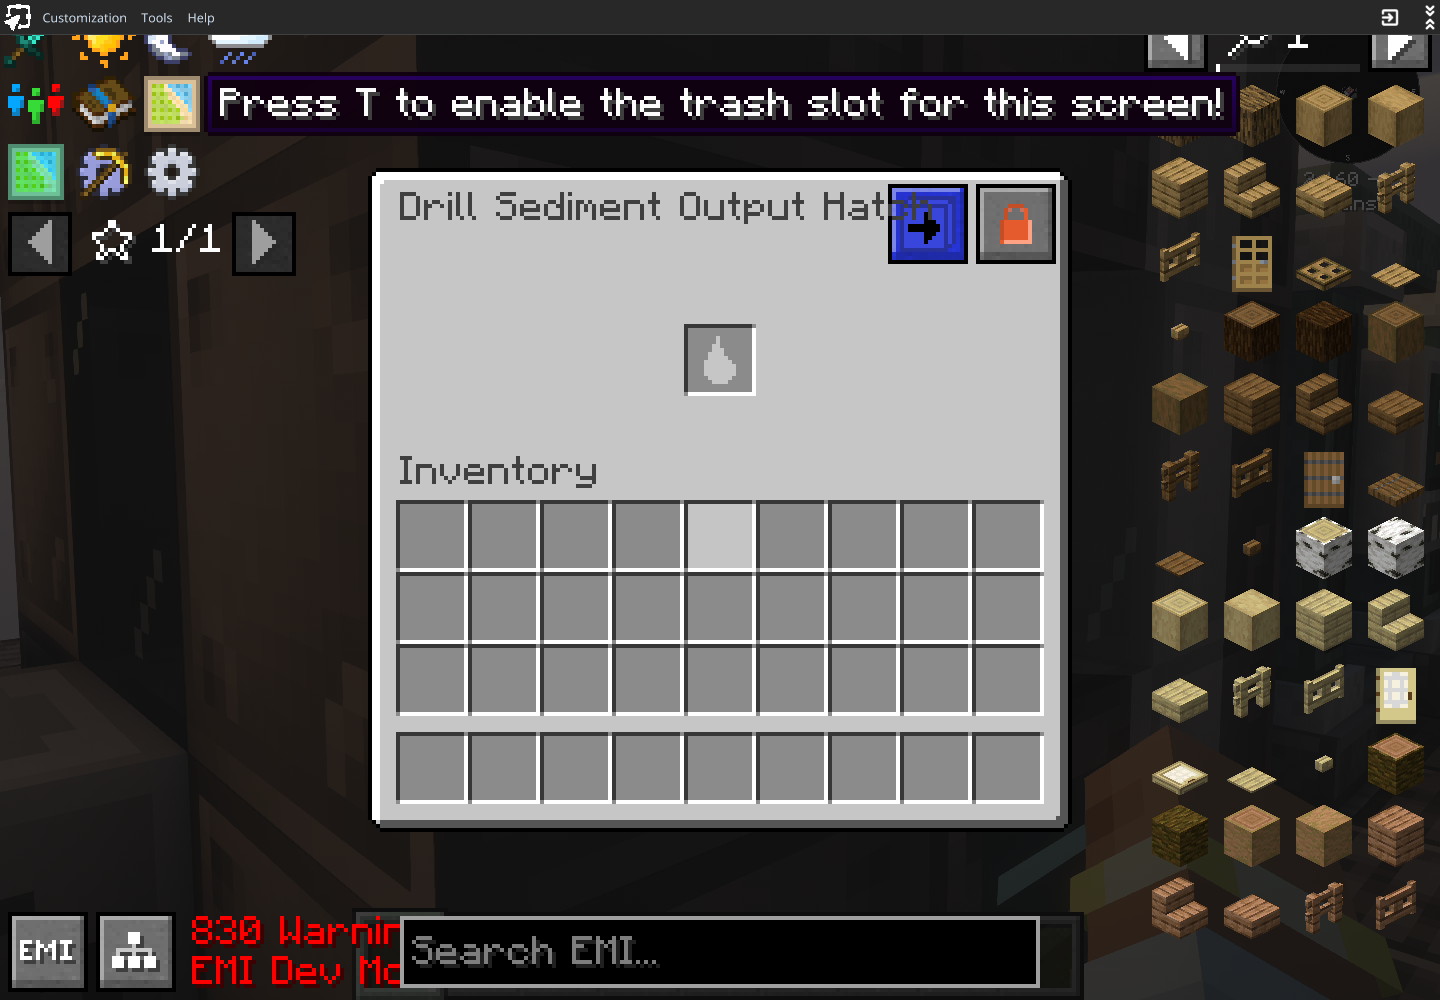 Customization Tools Help
1
Press T to enable the trash slot for this screen!
1/1
Drill Sediment Output Hatch
Inventory
830 Warnin
EMI EMI Dev Mo
Search EMI...